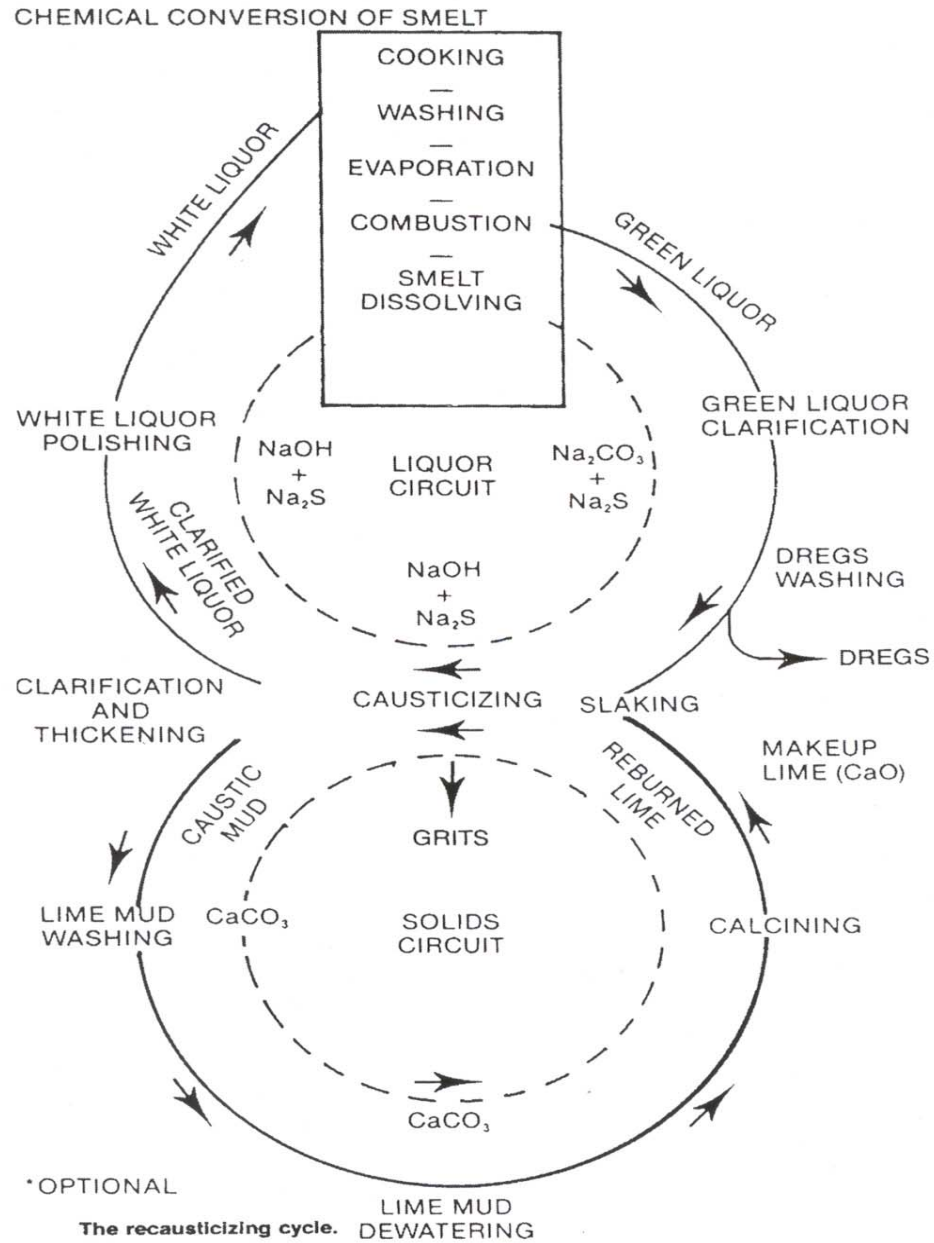 CHEMICAL CONVERSION OF SMELT
COOKING
—
WASHING
—
EVAPORATION
—
COMBUSTION
—
SMELT
DISSOLVING
WHITE LIQUOR
GREEN LIQUOR
WHITE LIQUOR
POLISHING
GREEN LIQUOR
CLARIFICATION
NaOH
+
Na₂S
LIQUOR
CIRCUIT
Na₂CO₃
+
Na₂S
CLARIFIED
WHITE LIQUOR
NaOH
+
Na₂S
DREGS
WASHING
DREGS
CLARIFICATION
AND
THICKENING
CAUSTICIZING
SLAKING
MAKEUP
LIME (CaO)
CAUSTIC
MUD
REBURNED
LIME
GRITS
LIME MUD
WASHING
CaCO₃
SOLIDS
CIRCUIT
CALCINING
CaCO₃
*OPTIONAL
LIME MUD
DEWATERING
The recausticizing cycle.